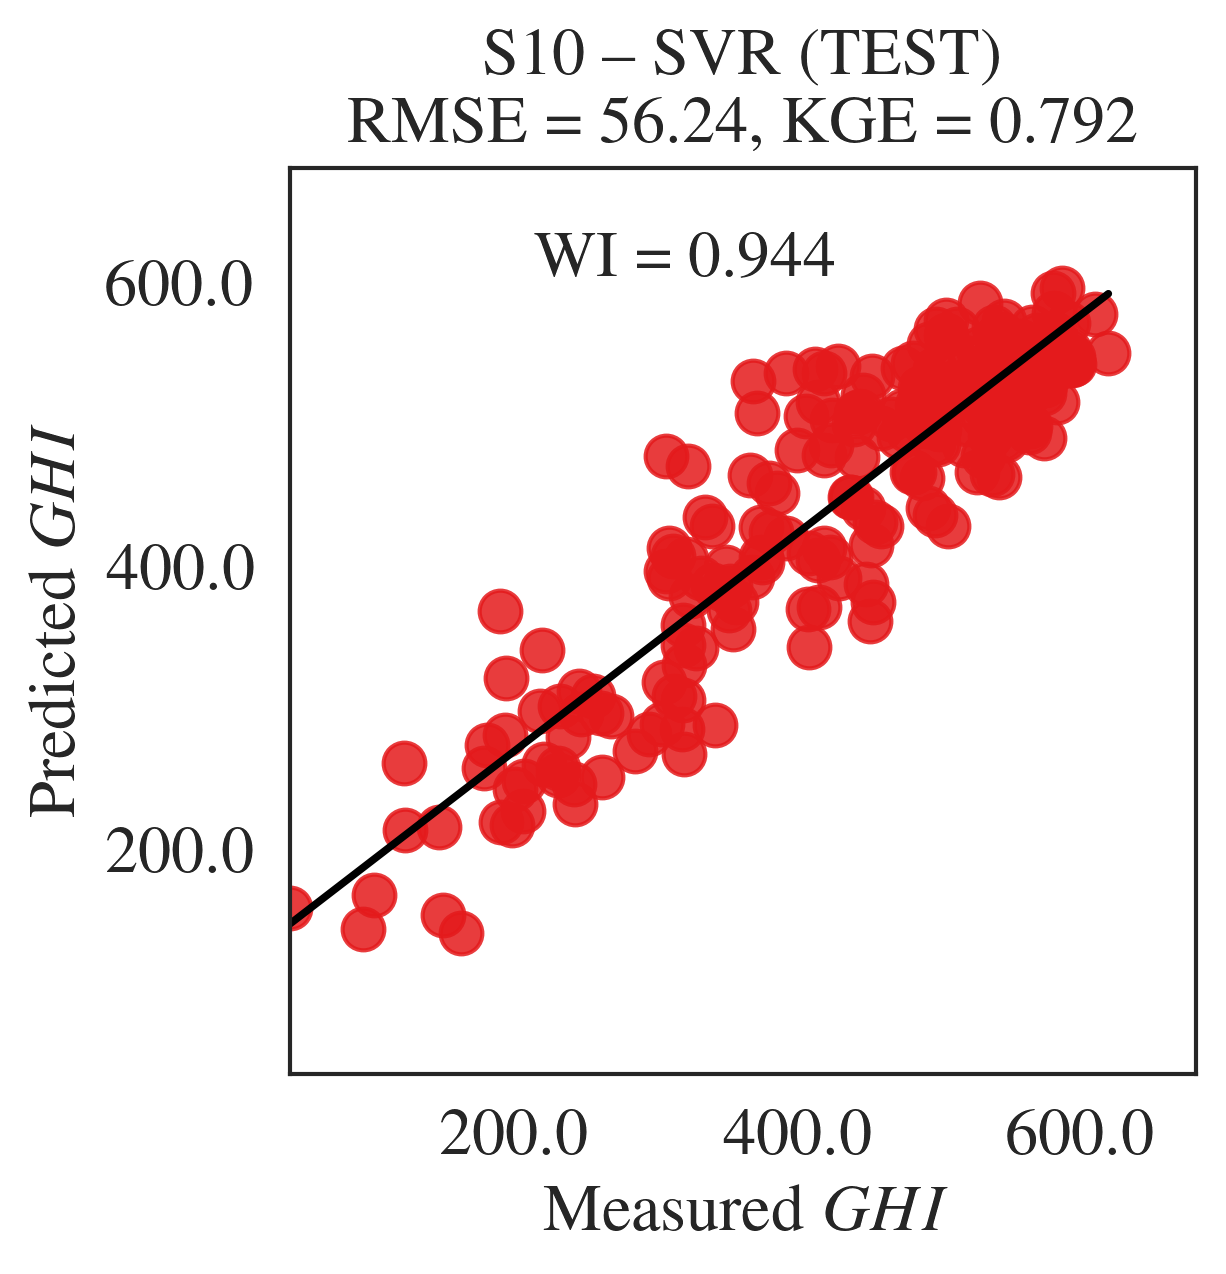 S10 – SVR (TEST)
RMSE = 56.24, KGE = 0.792
WI = 0.944
600.0
400.0
200.0
Predicted GHI
200.0 400.0 600.0
Measured GHI